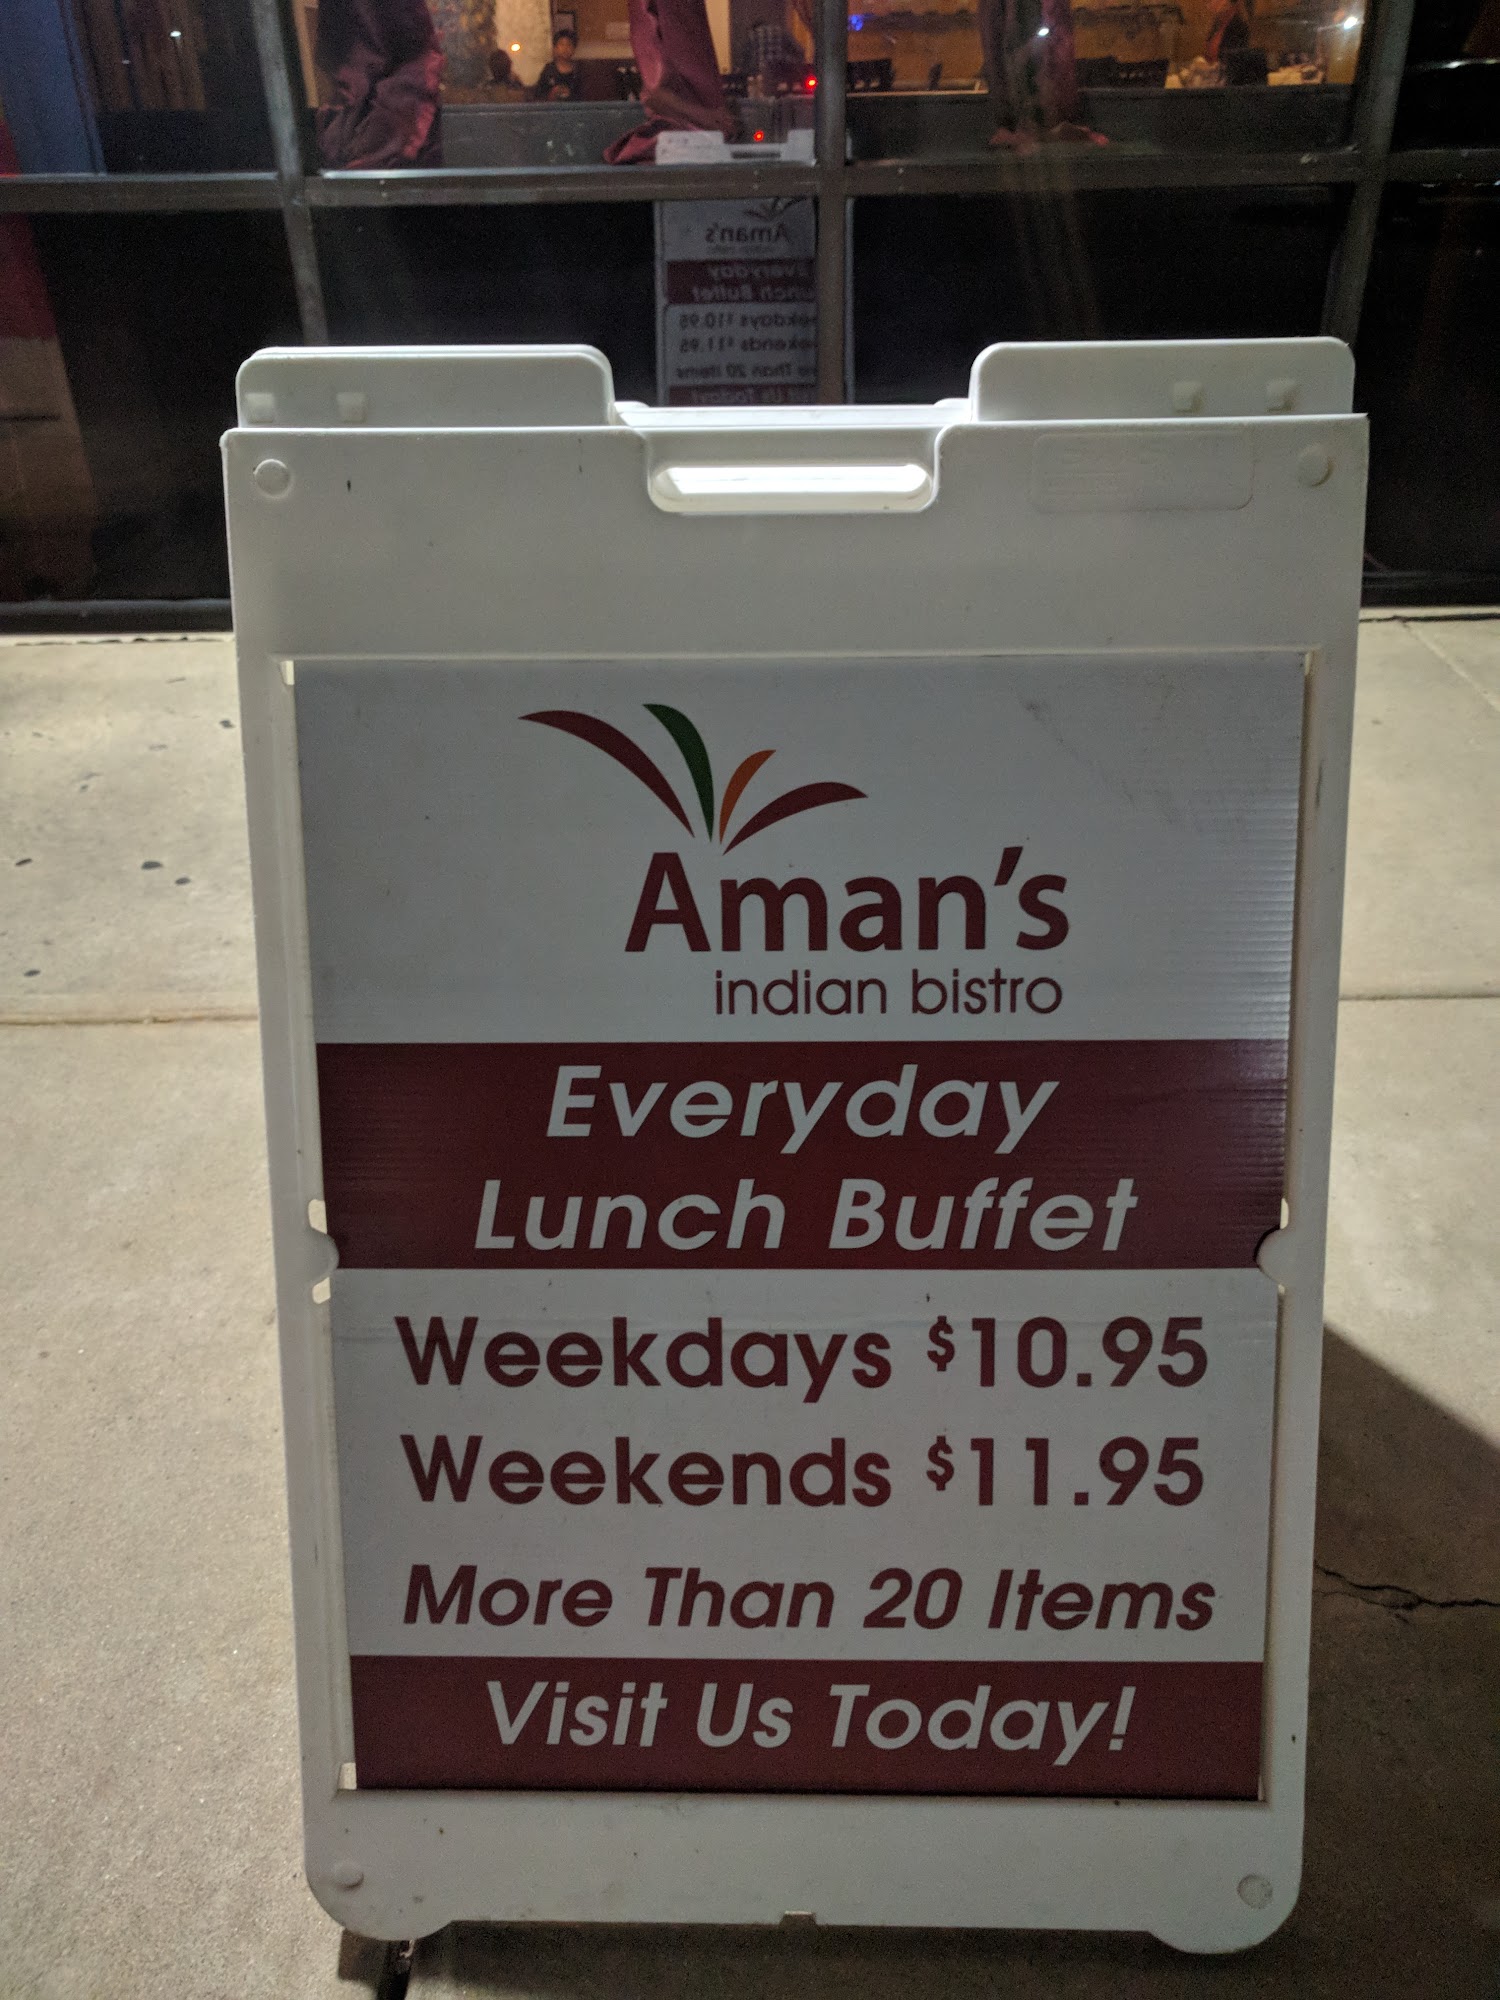 Aman's
indian bistro
Everyday
Lunch Buffet
Weekdays $10.95
Weekends $11.95
More Than 20 Items
Visit Us Today!